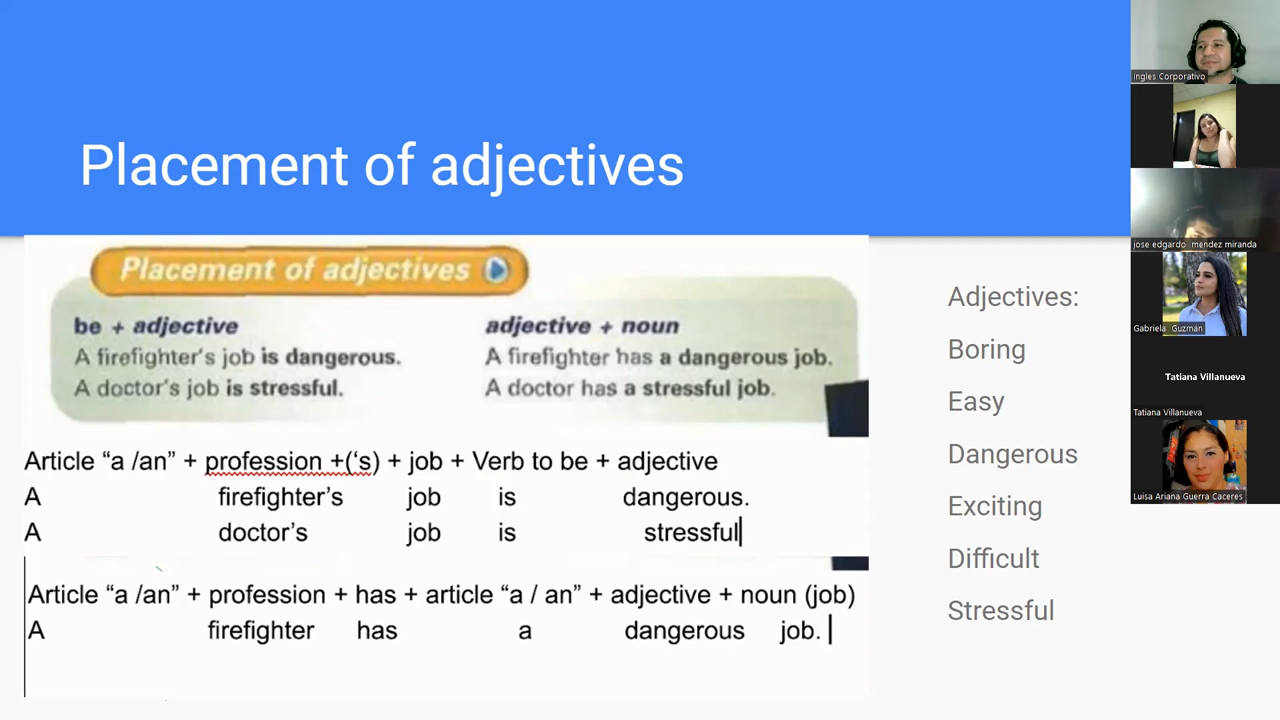 Placement of adjectives
Placement of adjectives
be + adjective
A firefighter's job is dangerous.
A doctor's job is stressful.
adjective + noun
A firefighter has a dangerous job.
A doctor has a stressful job.
Article “a /an” + profession +(‘s) + job + Verb to be + adjective
A firefighter’s job is dangerous.
A doctor’s job is stressful
Article “a /an” + profession + has + article “a / an” + adjective + noun (job)
A firefighter has a dangerous job.
Adjectives:
Boring
Easy
Dangerous
Exciting
Difficult
Stressful
Ingles Corporativo
jose edgardo mendez miranda
Gabriela Guzmán
Tatiana Villanueva
Tatiana Villanueva
Luisa Ariana Guerra Caceres